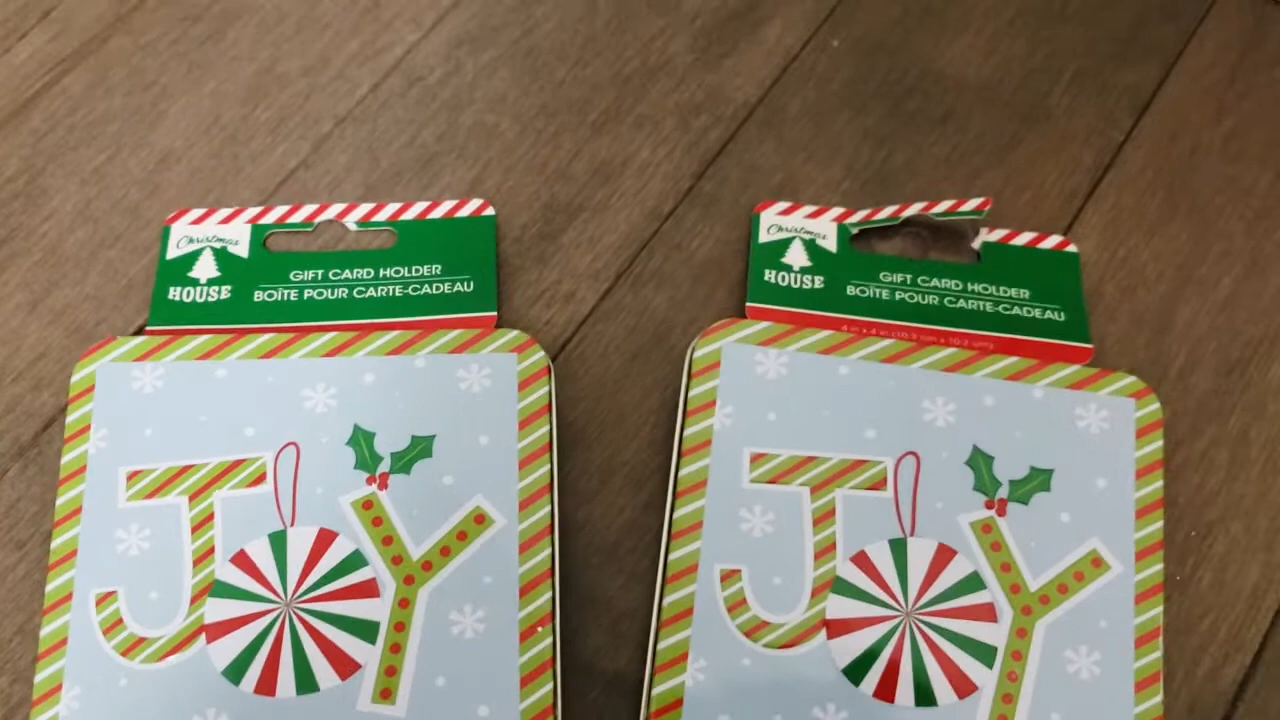 Christmas
HOUSE
GIFT CARD HOLDER
BOÎTE POUR CARTE-CADEAU
JOY
Christmas
HOUSE
GIFT CARD HOLDER
BOÎTE POUR CARTE-CADEAU
JOY